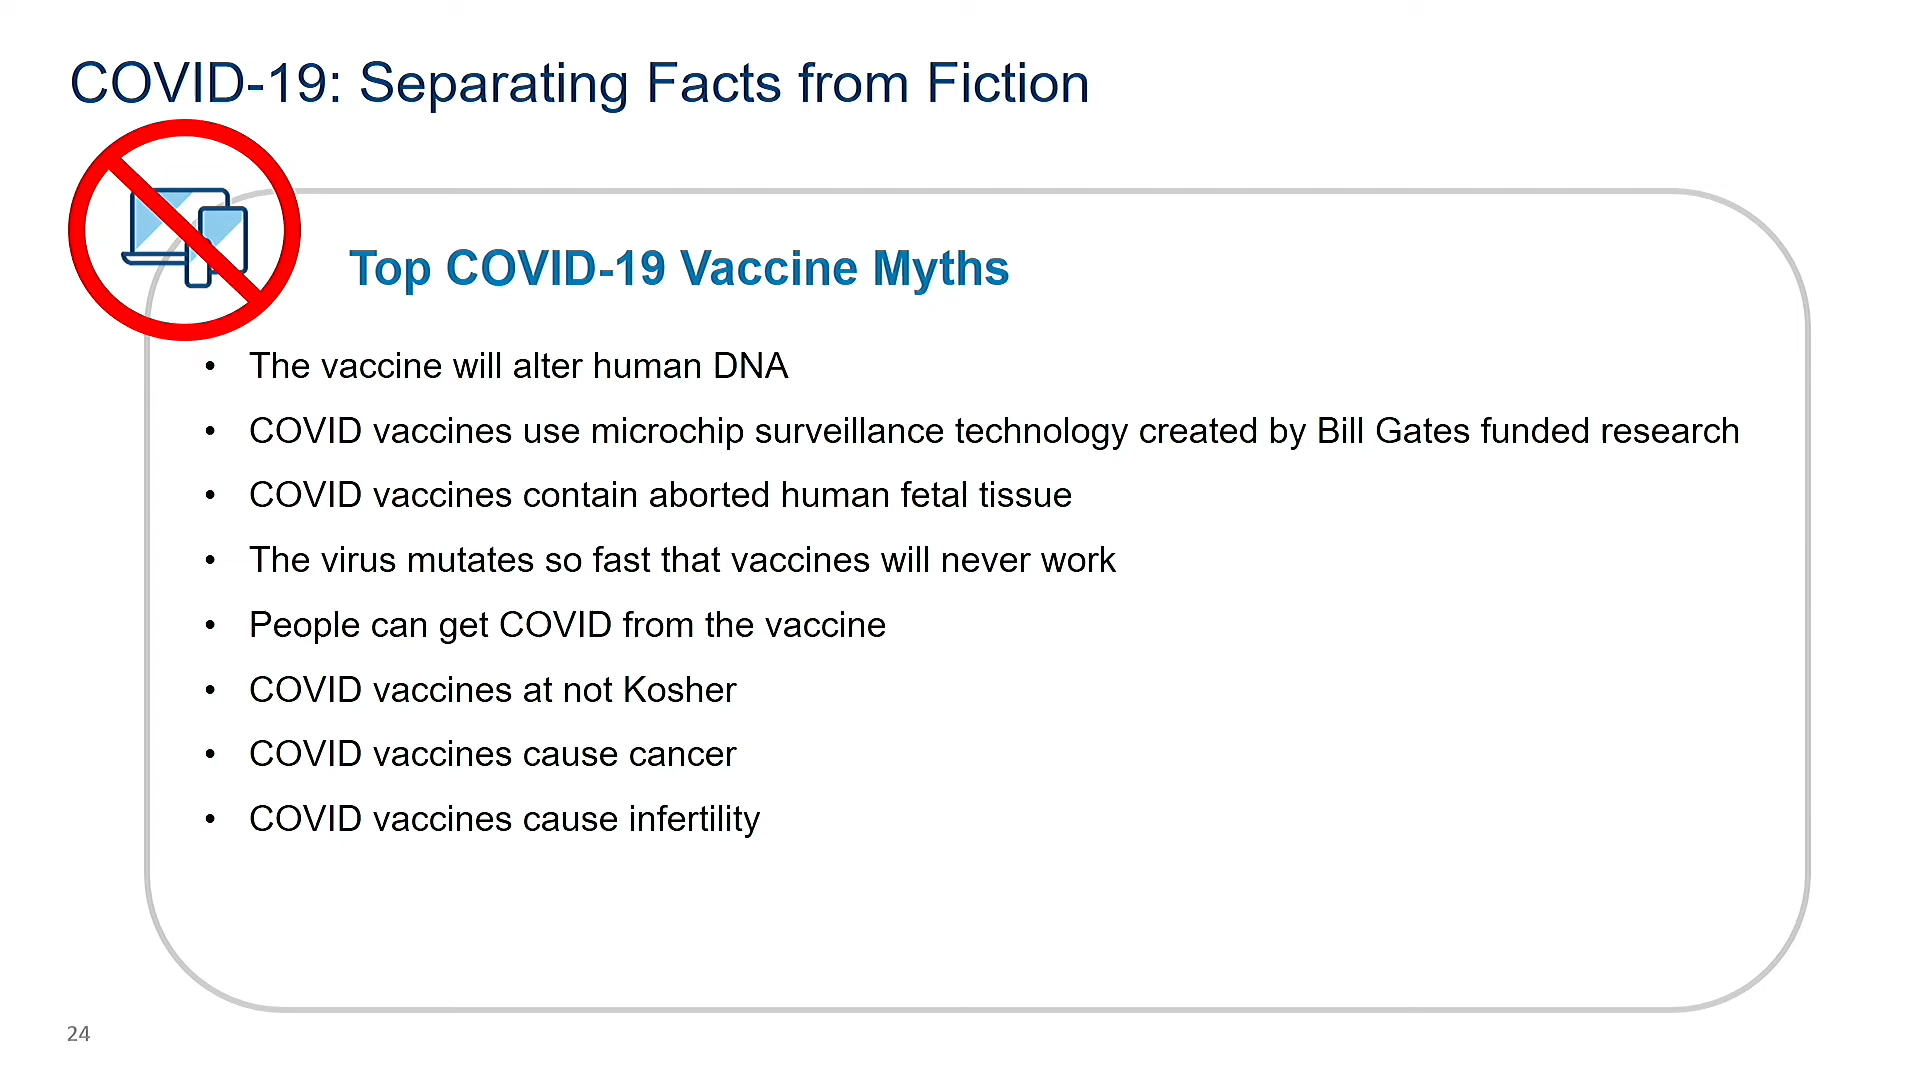 COVID-19: Separating Facts from Fiction
Top COVID-19 Vaccine Myths
• The vaccine will alter human DNA
• COVID vaccines use microchip surveillance technology created by Bill Gates funded research
• COVID vaccines contain aborted human fetal tissue
• The virus mutates so fast that vaccines will never work
• People can get COVID from the vaccine
• COVID vaccines at not Kosher
• COVID vaccines cause cancer
• COVID vaccines cause infertility
24